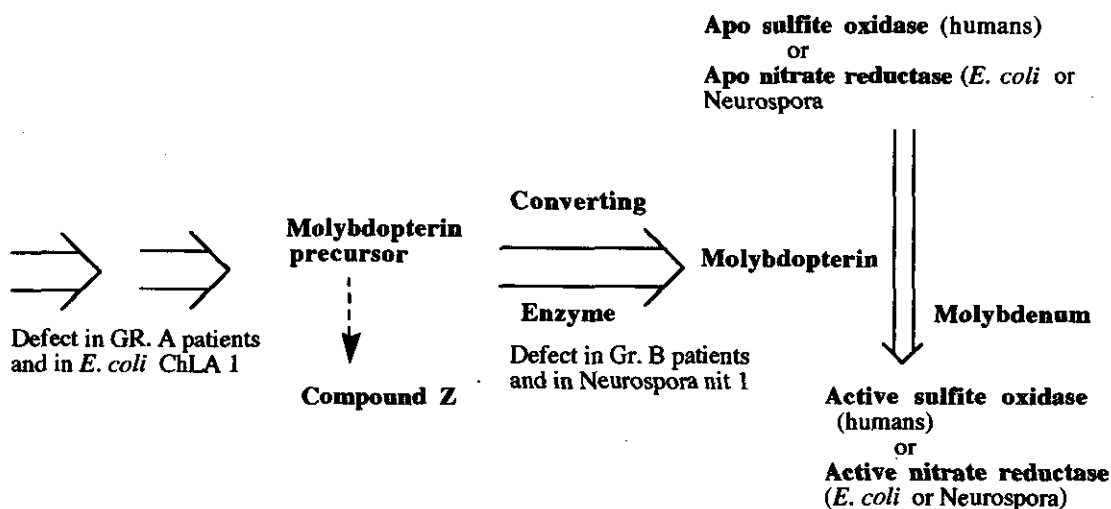 Apo sulfite oxidase (humans)
or
Apo nitrate reductase (E. coli or
Neurospora
Converting
Molybdopterin
precursor
Molybdopterin
Enzyme
Molybdenum
Defect in GR. A patients
and in E. coli ChLA 1
Defect in Gr. B patients
and in Neurospora nit 1
Compound Z
Active sulfite oxidase
(humans)
or
Active nitrate reductase
(E. coli or Neurospora)